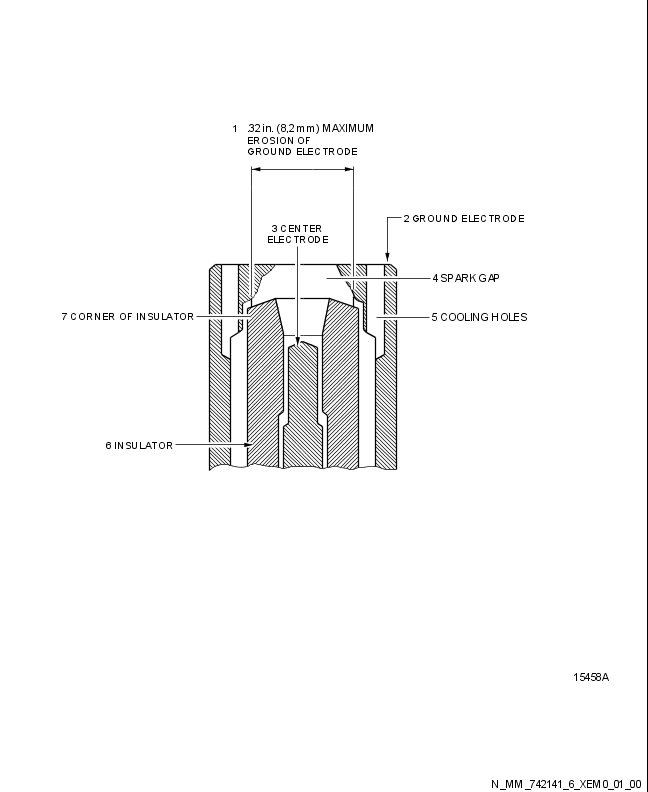 1 .32 in. (8,2 mm) MAXIMUM
EROSION OF
GROUND ELECTRODE
2 GROUND ELECTRODE
3 CENTER
ELECTRODE
4 SPARK GAP
7 CORNER OF INSULATOR
5 COOLING HOLES
6 INSULATOR
15458A
N_MM_742141_6_XEM0_01_00